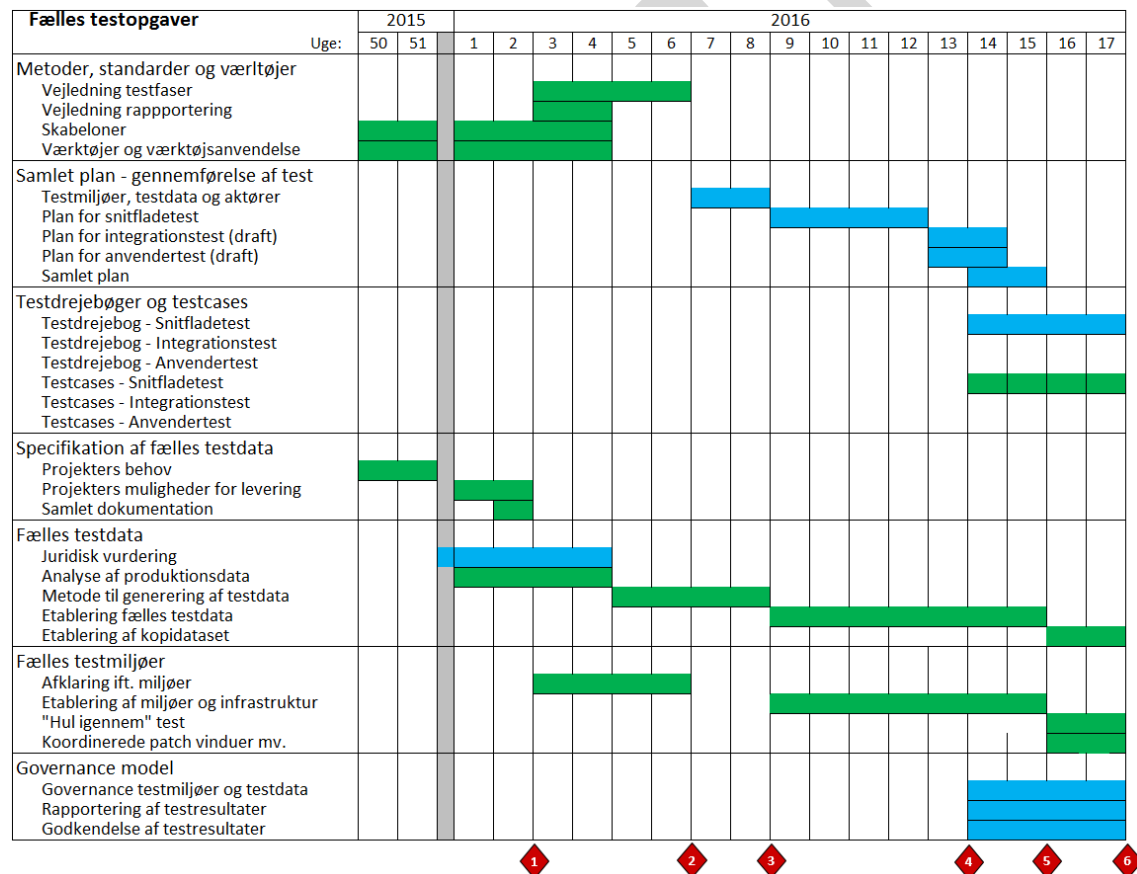 Fælles testopgaver 2015 2016
Uge: 50 51 1 2 3 4 5 6 7 8 9 10 11 12 13 14 15 16 17
Metoder, standarder og værltøjer
Vejledning testfaser
Vejledning rappportering
Skabeloner
Værktøjer og værktøjsanvendelse
Samlet plan - gennemførelse af test
Testmiljøer, testdata og aktører
Plan for snitfladetest
Plan for integrationstest (draft)
Plan for anvendertest (draft)
Samlet plan
Testdrejebøger og testcases
Testdrejebog - Snitfladetest
Testdrejebog - Integrationstest
Testdrejebog - Anvendertest
Testcases - Snitfladetest
Testcases - Integrationstest
Testcases - Anvendertest
Specifikation af fælles testdata
Projekters behov
Projekters muligheder for levering
Samlet dokumentation
Fælles testdata
Juridisk vurdering
Analyse af produktionsdata
Metode til generering af testdata
Etablering fælles testdata
Etablering af kopidataset
Fælles testmiljøer
Afklaring ift. miljøer
Etablering af miljøer og infrastruktur
"Hul igennem" test
Koordinerede patch vinduer mv.
Governance model
Governance testmiljøer og testdata
Rapportering af testresultater
Godkendelse af testresultater
1 2 3 4 5 6